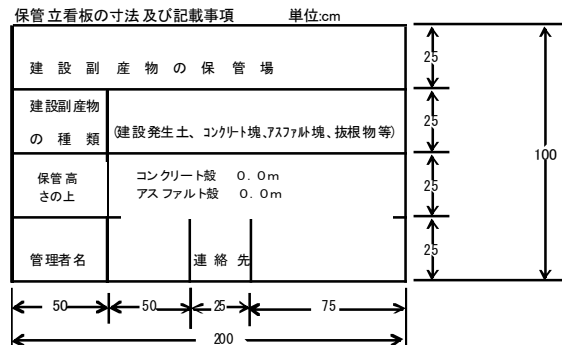 保管立看板の寸法及び記載事項 単位:cm
建設副産物の保管場
建設副産物
の種類
(建設発生土、コンクリート塊、アスファルト塊、抜根物等)
保管高
さの上
コンクリート殻 0.0m
アスファルト殻 0.0m
管理者名
連絡先
25
25
25
25
100
50
50
25
75
200